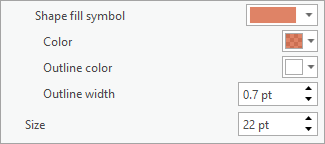 Shape fill symbol
Color
Outline color
Outline width 0.7 pt
Size 22 pt